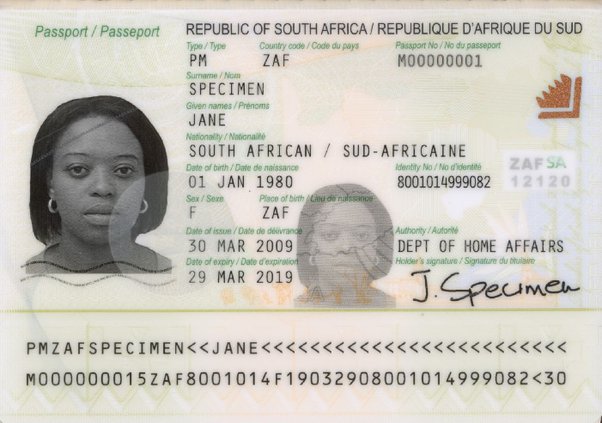 Passport / Passeport
REPUBLIC OF SOUTH AFRICA / REPUBLIQUE D'AFRIQUE DU SUD
Type / Type Country code / Code du pays Passport No / No du passeport
PM ZAF M00000001
Surname / Nom
SPECIMEN
Given names / Prénoms
JANE
Nationality / Nationalité
SOUTH AFRICAN / SUD-AFRICAINE
Date of birth / Date de naissance Identity No / No d'identité
01 JAN 1980 8001014999082
ZAF SA
12120
Sex / Sexe Place of birth / Lieu de naissance
F ZAF
Date of issue / Date de délivrance Authority / Autorité
30 MAR 2009 DEPT OF HOME AFFAIRS
Date of expiry / Date d'expiration Holder's signature / Signature du titulaire
29 MAR 2019 J. Specimen
PMZAFSPECIMEN<<JANE<<<<<<<<<<<<<<<<<<<<<<<<<
M000000015ZAF8001014F19032908001014999082<30